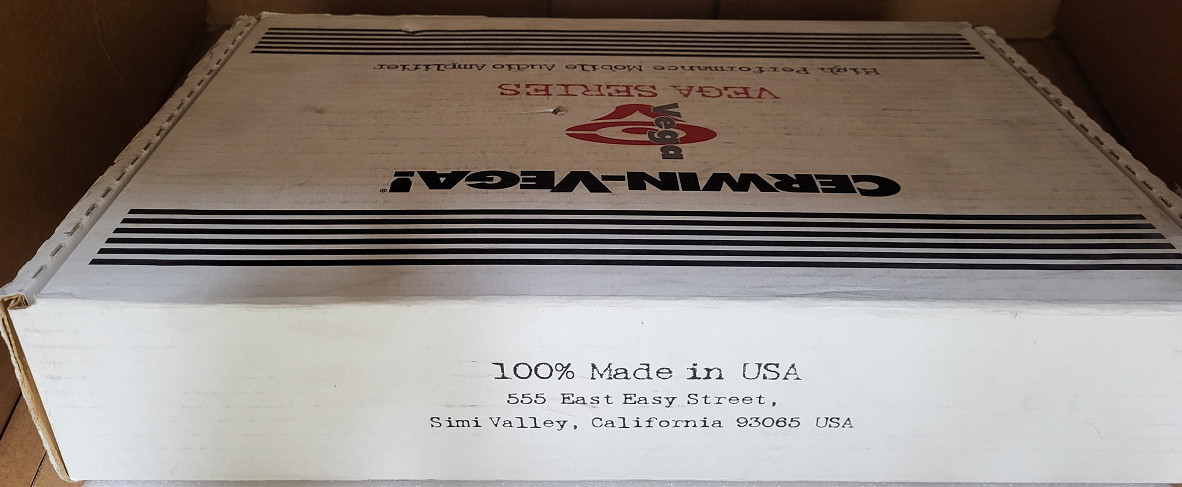 High Performance Mobile Audio Amplifier
VEGA SERIES
Vega
CERWIN-VEGA!®
100% Made in USA
555 East Easy Street,
Simi Valley, California 93065 USA